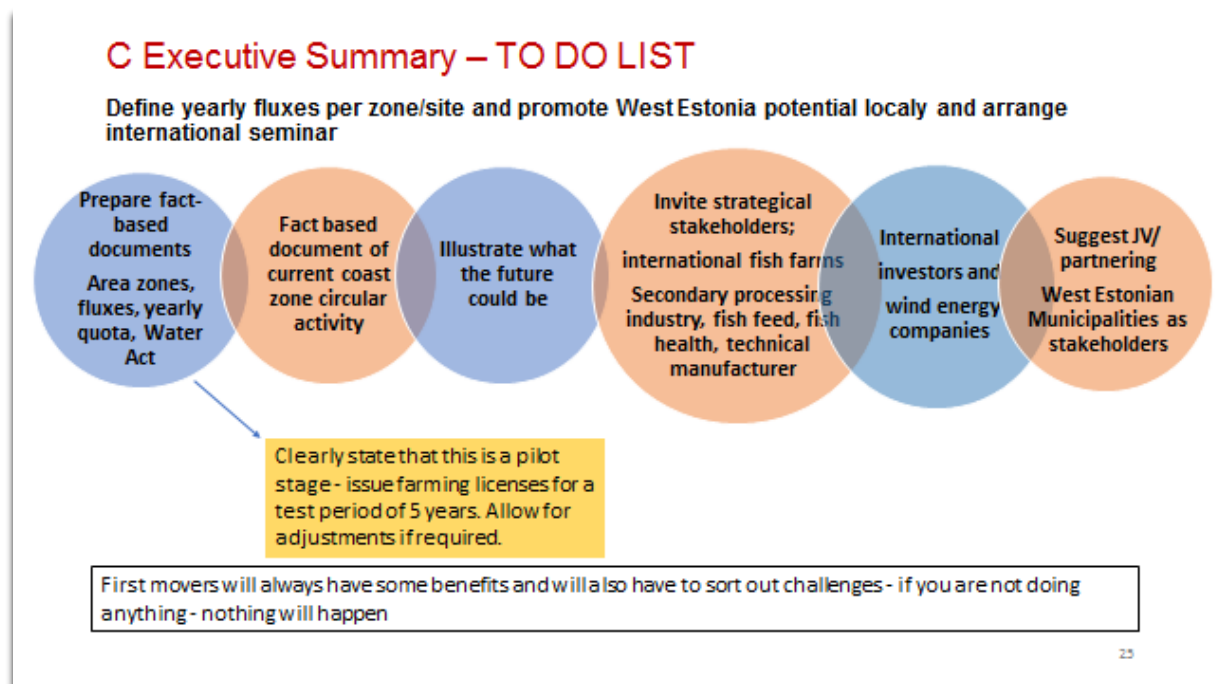 C Executive Summary – TO DO LIST
Define yearly fluxes per zone/site and promote West Estonia potential localy and arrange
international seminar
Prepare fact-
based
documents
Area zones,
fluxes, yearly
quota, Water
Act
Fact based
document of
current coast
zone circular
activity
Illustrate what
the future
could be
Invite strategical
stakeholders;
international fish farms
Secondary processing
industry, fish feed, fish
health, technical
manufacturer
International
investors and
wind energy
companies
Suggest JV/
partnering
West Estonian
Municipalities as
stakeholders
Clearly state that this is a pilot
stage - issue farming licenses for a
test period of 5 years. Allow for
adjustments if required.
First movers will always have some benefits and will also have to sort out challenges - if you are not doing
anything - nothing will happen
25